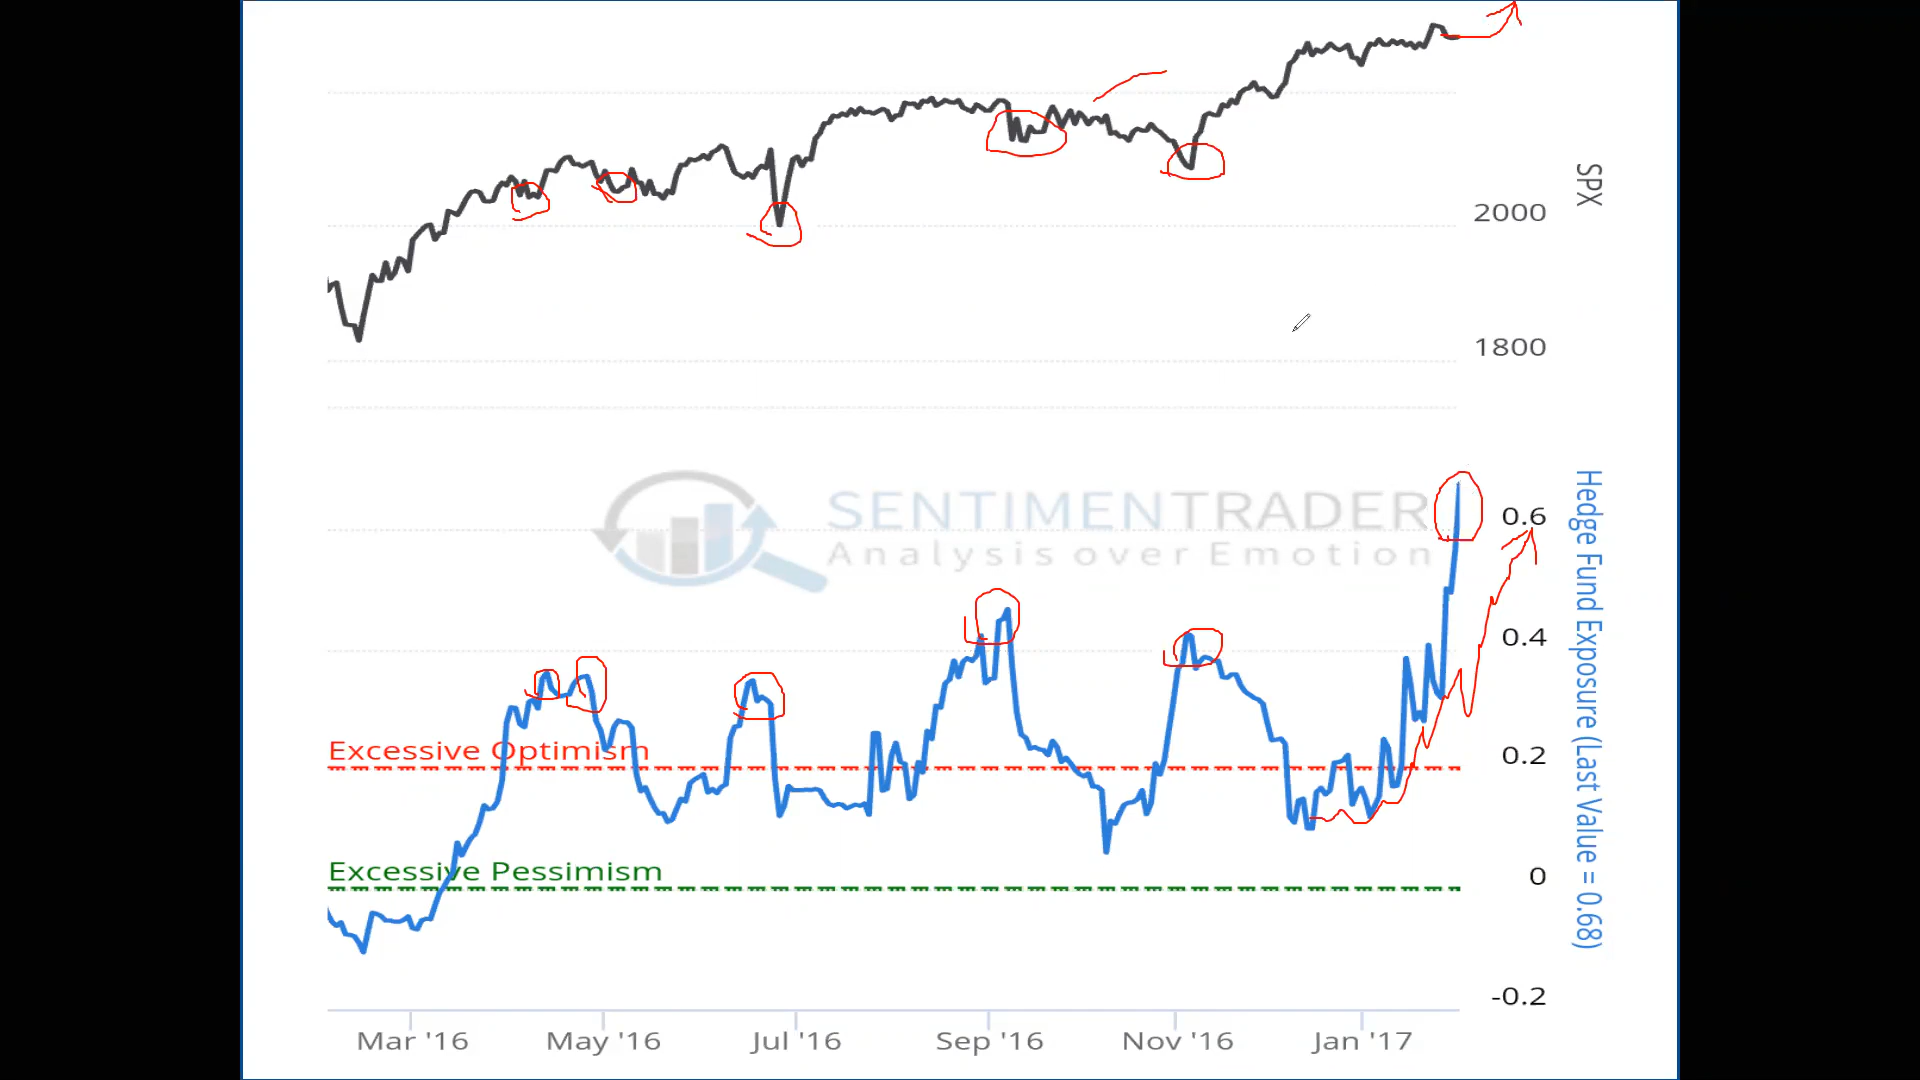 SPX
2000
1800
SENTIMENTRADER
Analysis over Emotion
0.6
0.4
Excessive Optimism
0.2
Excessive Pessimism
0
-0.2
Hedge Fund Exposure (Last Value = 0.68)
Mar '16 May '16 Jul '16 Sep '16 Nov '16 Jan '17